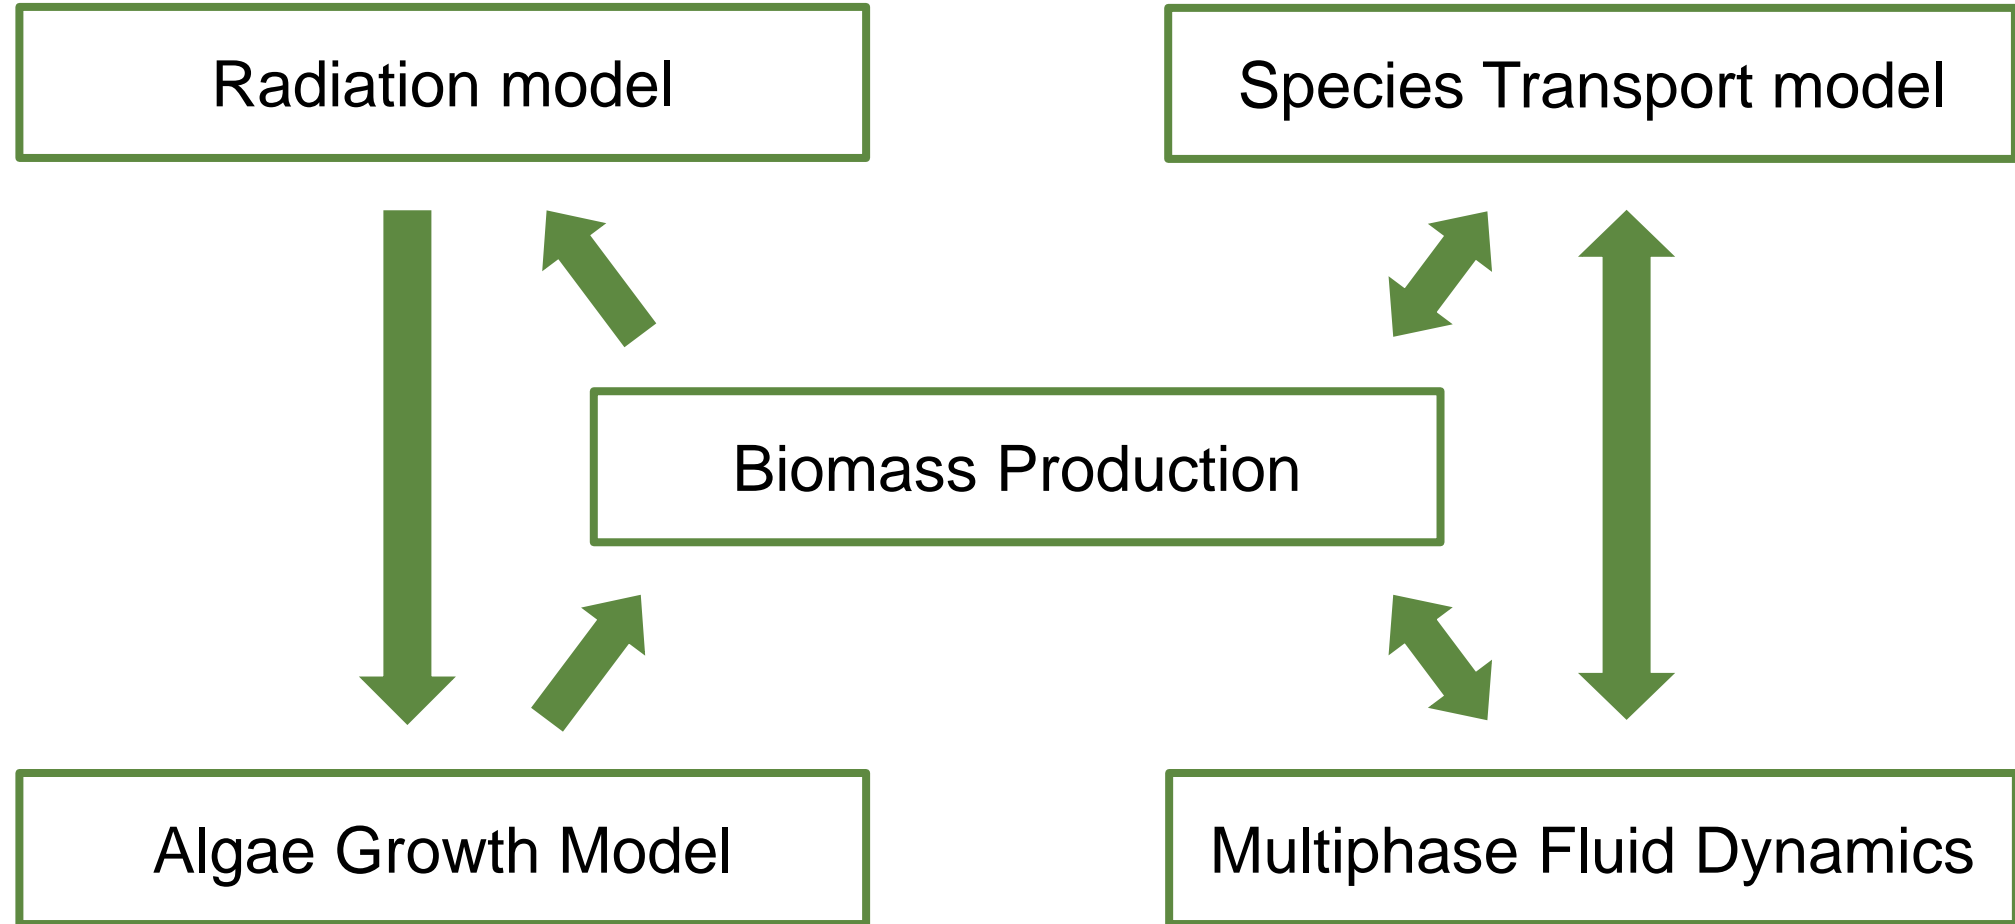 Radiation model
Species Transport model
Biomass Production
Algae Growth Model
Multiphase Fluid Dynamics